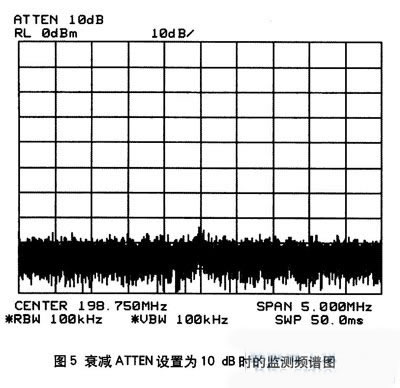 ATTEN 10dB
RL 0dBm 10dB/
CENTER 198.750MHz SPAN 5.000MHz
*RBW 100kHz *VBW 100kHz SWP 50.0ms
图5 衰减ATTEN设置为10 dB时的监测频谱图